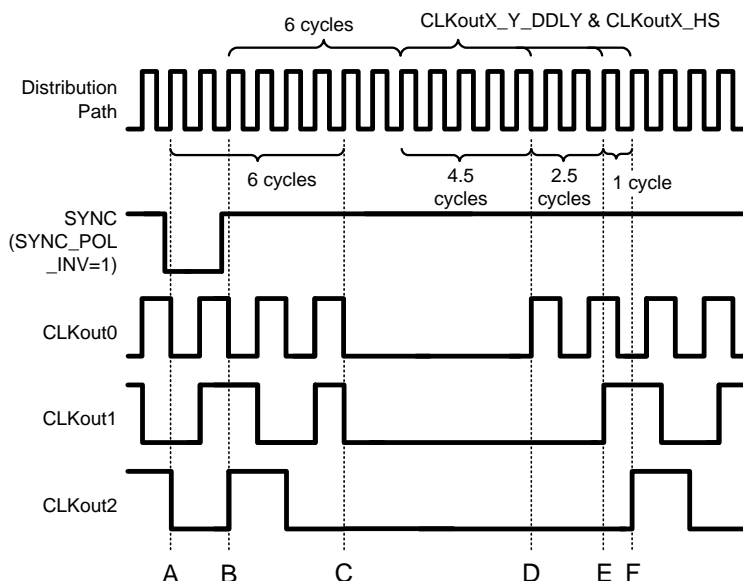 6 cycles
CLKoutX_Y_DDLY & CLKoutX_HS
Distribution
Path
6 cycles
4.5
cycles
2.5
cycles
1 cycle
SYNC
(SYNC_POL
_INV=1)
CLKout0
CLKout1
CLKout2
A B C D E F